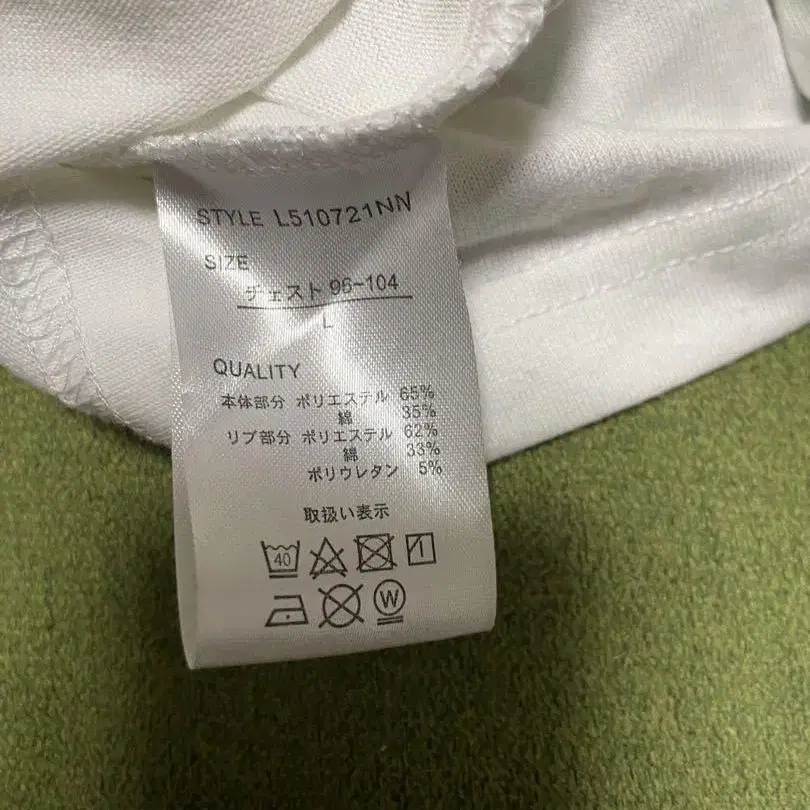 STYLE L510721NN
SIZE
チェスト 96-104
L
QUALITY
本体部分 ポリエステル 65%
綿 35%
リブ部分 ポリエステル 62%
綿 33%
ポリウレタン 5%
取扱い表示
40
W